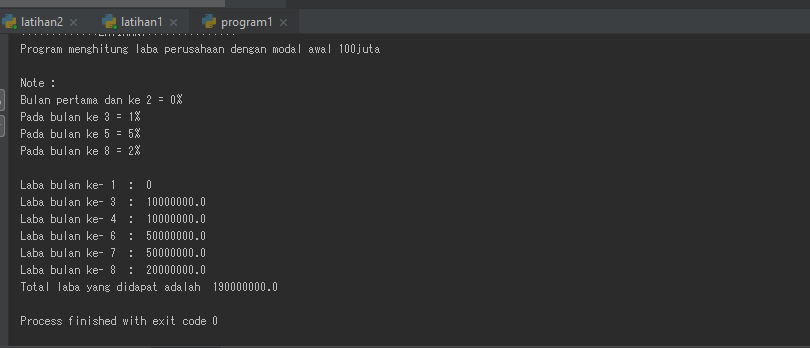 latihan2 latihan1 program1
Program menghitung laba perusahaan dengan modal awal 100juta
Note :
Bulan pertama dan ke 2 = 0%
Pada bulan ke 3 = 1%
Pada bulan ke 5 = 5%
Pada bulan ke 8 = 2%
Laba bulan ke- 1 : 0
Laba bulan ke- 3 : 10000000.0
Laba bulan ke- 4 : 10000000.0
Laba bulan ke- 6 : 50000000.0
Laba bulan ke- 7 : 50000000.0
Laba bulan ke- 8 : 20000000.0
Total laba yang didapat adalah 190000000.0
Process finished with exit code 0